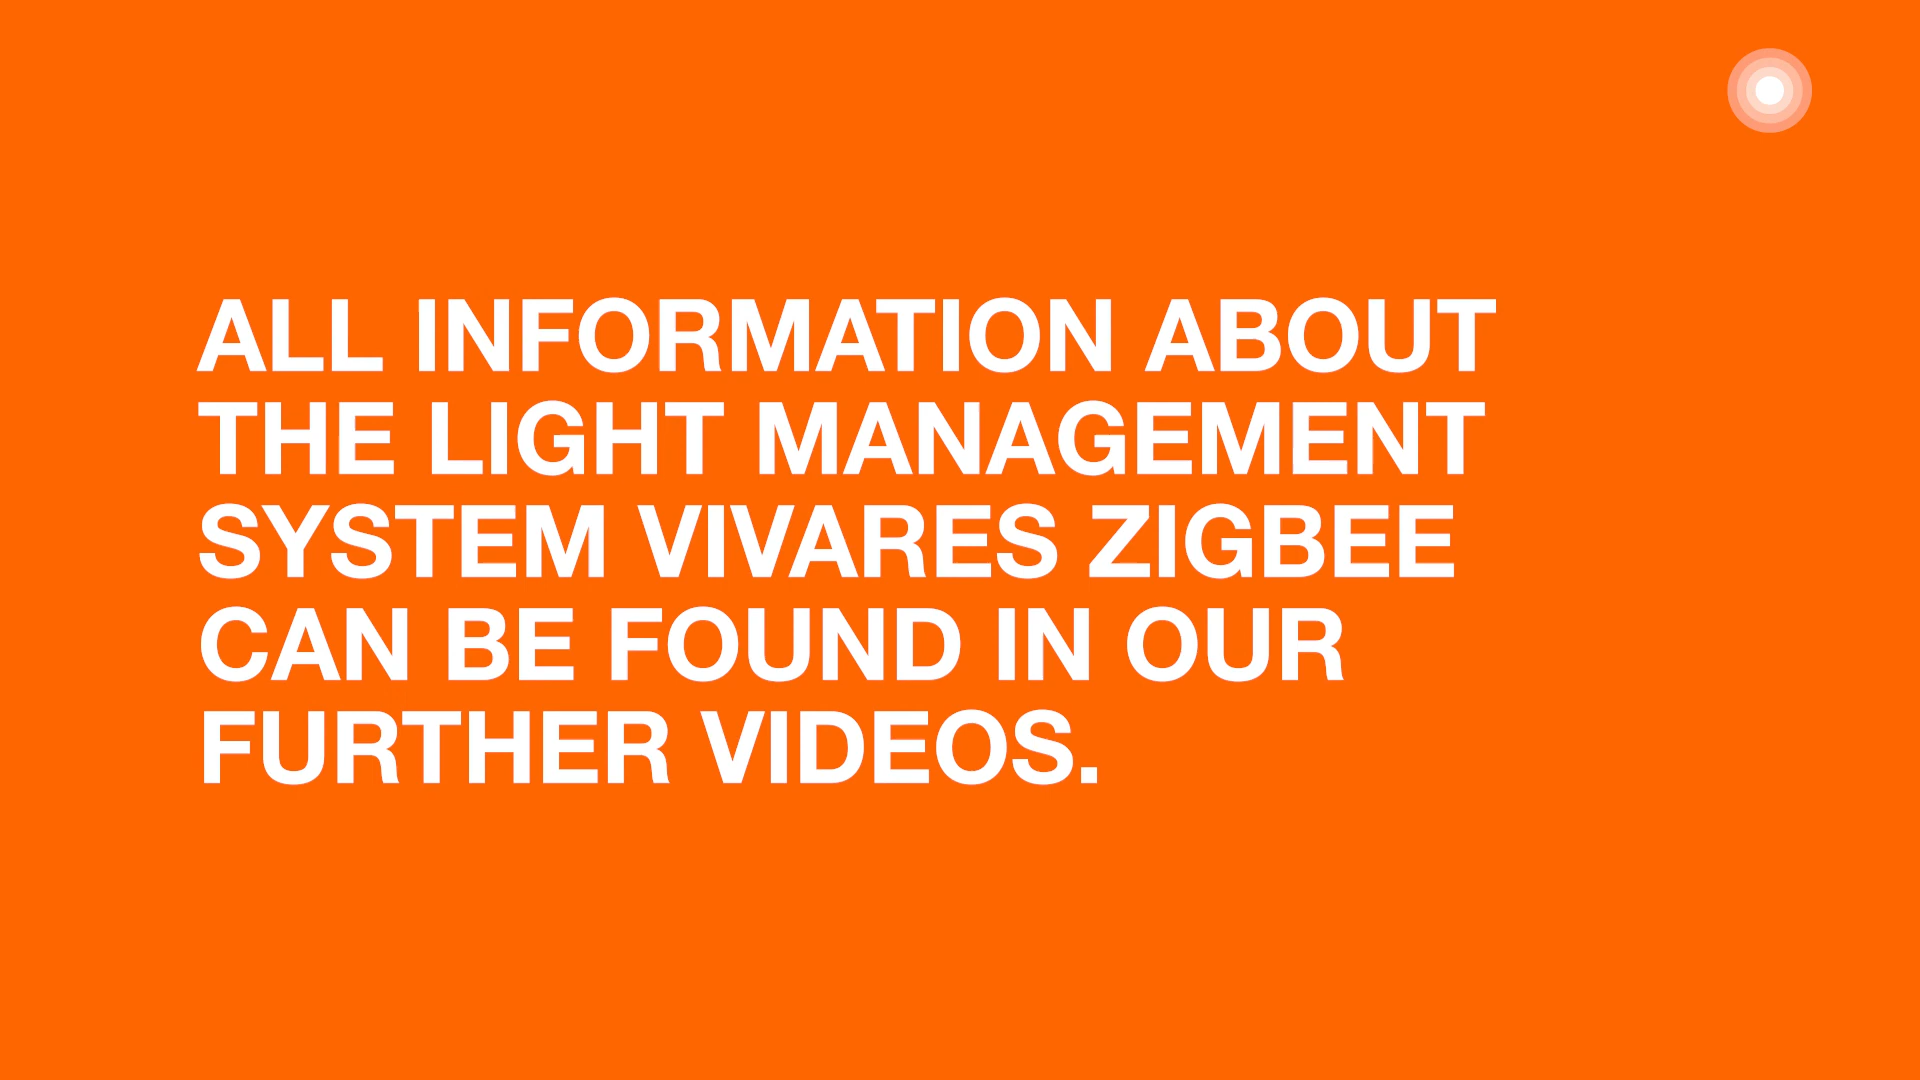 ALL INFORMATION ABOUT
THE LIGHT MANAGEMENT
SYSTEM VIVARES ZIGBEE
CAN BE FOUND IN OUR
FURTHER VIDEOS.